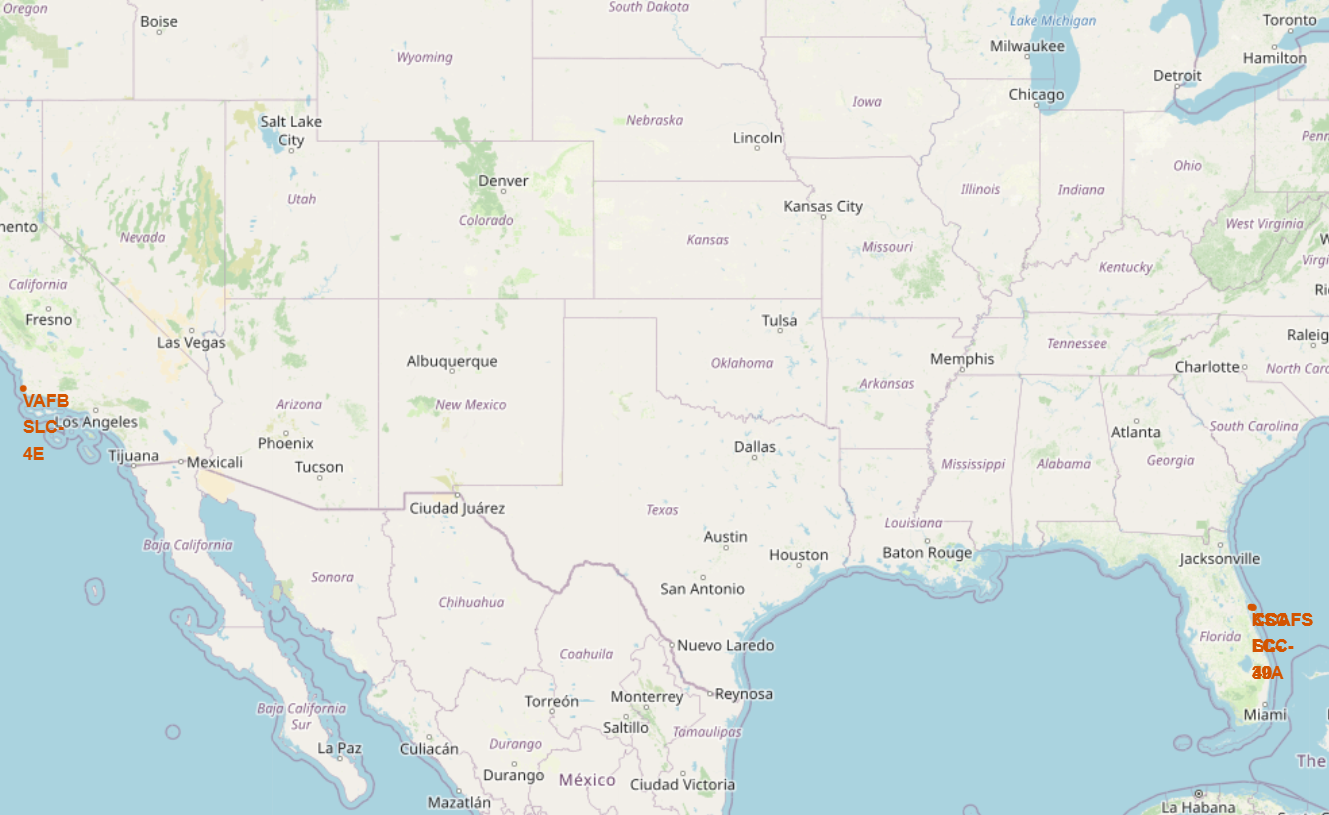 Oregon
Boise
South Dakota
Lake Michigan
Toronto
Wyoming
Milwaukee
Hamilton
Detroit
Chicago
Iowa
Salt Lake
City
Nebraska
Lincoln
Penn
Ohio
Denver
Utah
Illinois
Indiana
Kansas City
Colorado
West Virginia
mento
Nevada
Kansas
Missouri
W
Virgi
California
Kentucky
Ri
Fresno
Las Vegas
Tulsa
Raleig
Albuquerque
Tennessee
Memphis
Oklahoma
Charlotte
North Carc
Arkansas
VAFB
SLC-
4E
Arizona
New Mexico
Los Angeles
South Carolina
Phoenix
Atlanta
Dallas
Tijuana
Mexicali
Tucson
Mississippi
Alabama
Georgia
Ciudad Juárez
Texas
Louisiana
Austin
Baja California
Houston
Baton Rouge
Jacksonville
Sonora
San Antonio
Chihuahua
Florida
Nuevo Laredo
Coahuila
Torreón
Monterrey
Reynosa
Baja California
Sur
Saltillo
Tamaulipas
Miami
La Paz
Culiacán
Durango
The
Durango
México
Ciudad Victoria
Mazatlán
La Habana